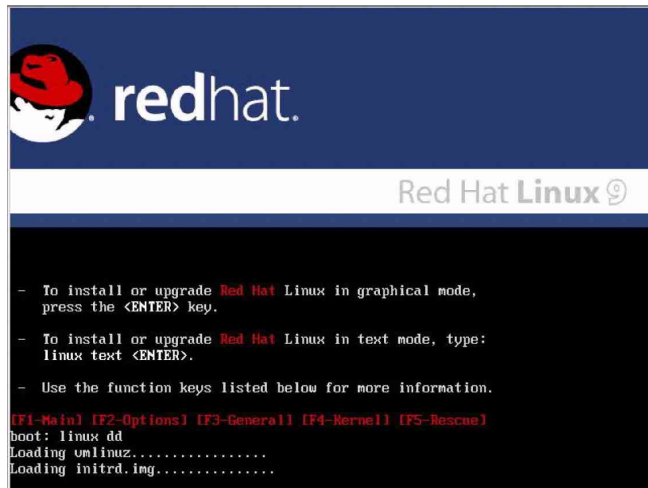 redhat.
Red Hat Linux 9
- To install or upgrade Red Hat Linux in graphical mode,
press the <ENTER> key.
- To install or upgrade Red Hat Linux in text mode, type:
linux text <ENTER>.
- Use the function keys listed below for more information.
[F1-Main] [F2-Options] [F3-General] [F4-Kernel] [F5-Rescue]
boot: linux dd
Loading vmlinuz.................
Loading initrd.img...............